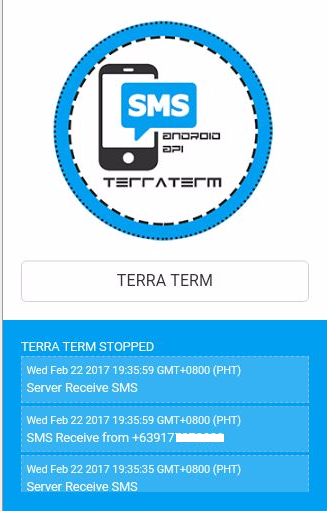 SMS
ANDROID
API
TERRATERM
TERRA TERM
TERRA TERM STOPPED
Wed Feb 22 2017 19:35:59 GMT+0800 (PHT)
Server Receive SMS
Wed Feb 22 2017 19:35:59 GMT+0800 (PHT)
SMS Receive from +63917
Wed Feb 22 2017 19:35:35 GMT+0800 (PHT)
Server Receive SMS